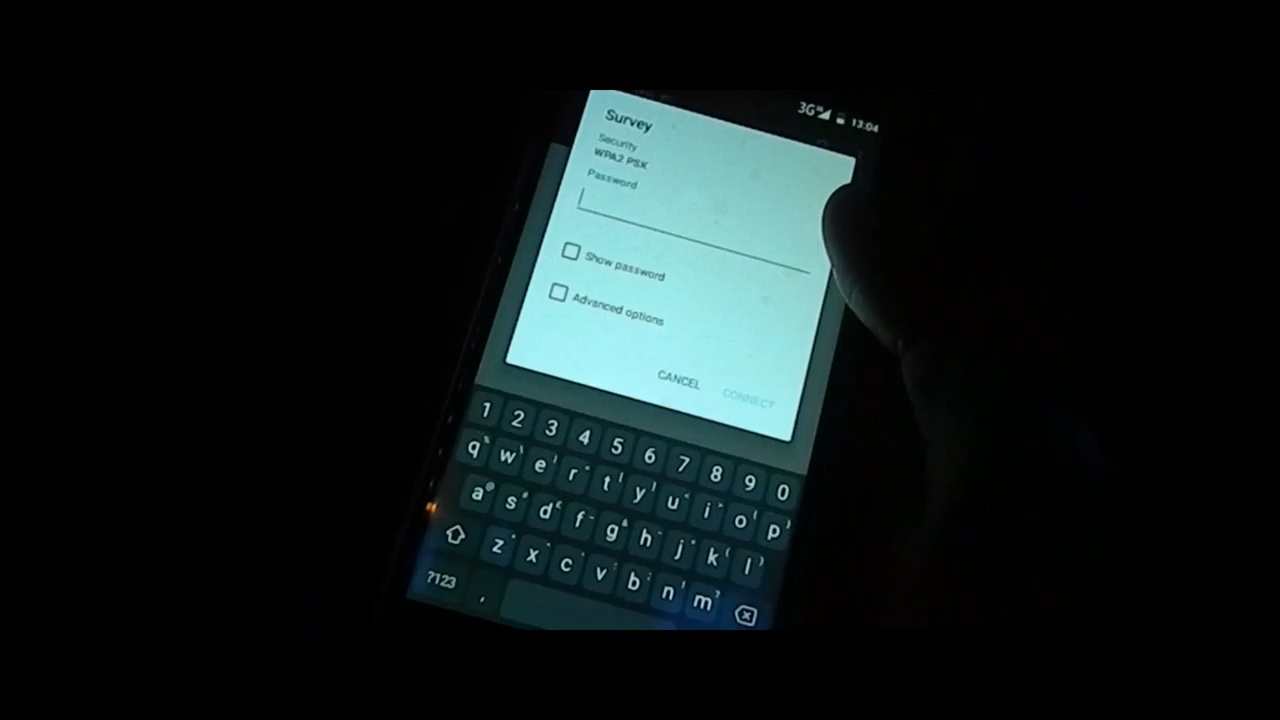 3G 13:04
Survey
Security
WPA2 PSK
Password
Show password
Advanced options
CANCEL CONNECT
1 2 3 4 5 6 7 8 9 0
q w e r t y u i o p
a s d f g h j k l
z x c v b n m
?123 ,